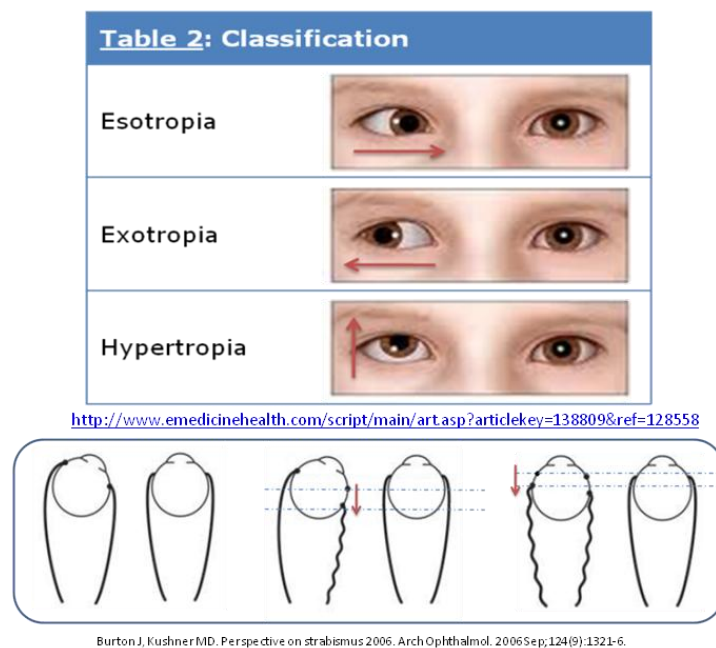 Table 2: Classification
Esotropia
Exotropia
Hypertropia
http://www.emedicinehealth.com/script/main/art.asp?articlekey=138809&ref=128558
Burton J, Kushner MD. Perspective on strabismus 2006. Arch Ophthalmol. 2006Sep;124(9):1321-6.